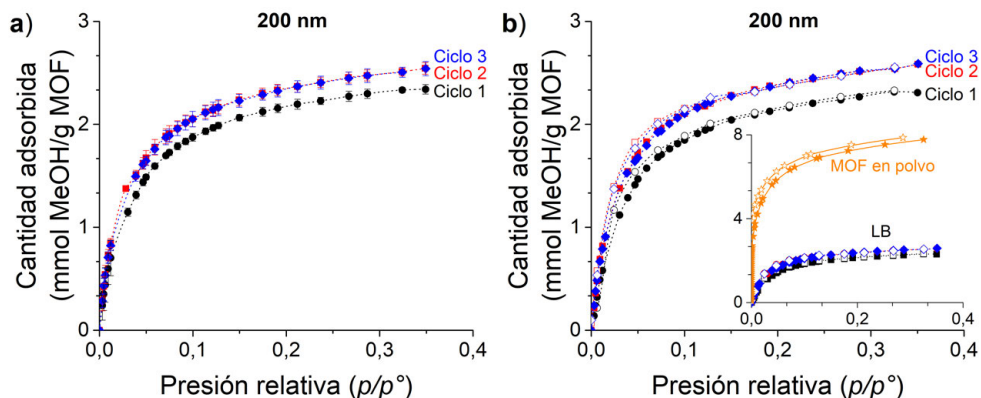 a)
200 nm
Cantidad adsorbida
(mmol MeOH/g MOF)
3
2
1
0
Ciclo 3
Ciclo 2
Ciclo 1
0,0
0,1
0,2
0,3
0,4
Presión relativa (p/p°)
b)
200 nm
Cantidad adsorbida
(mmol MeOH/g MOF)
3
2
1
0
Ciclo 3
Ciclo 2
Ciclo 1
8
4
0
MOF en polvo
LB
0,0
0,2
0,4
0,0
0,1
0,2
0,3
0,4
Presión relativa (p/p°)